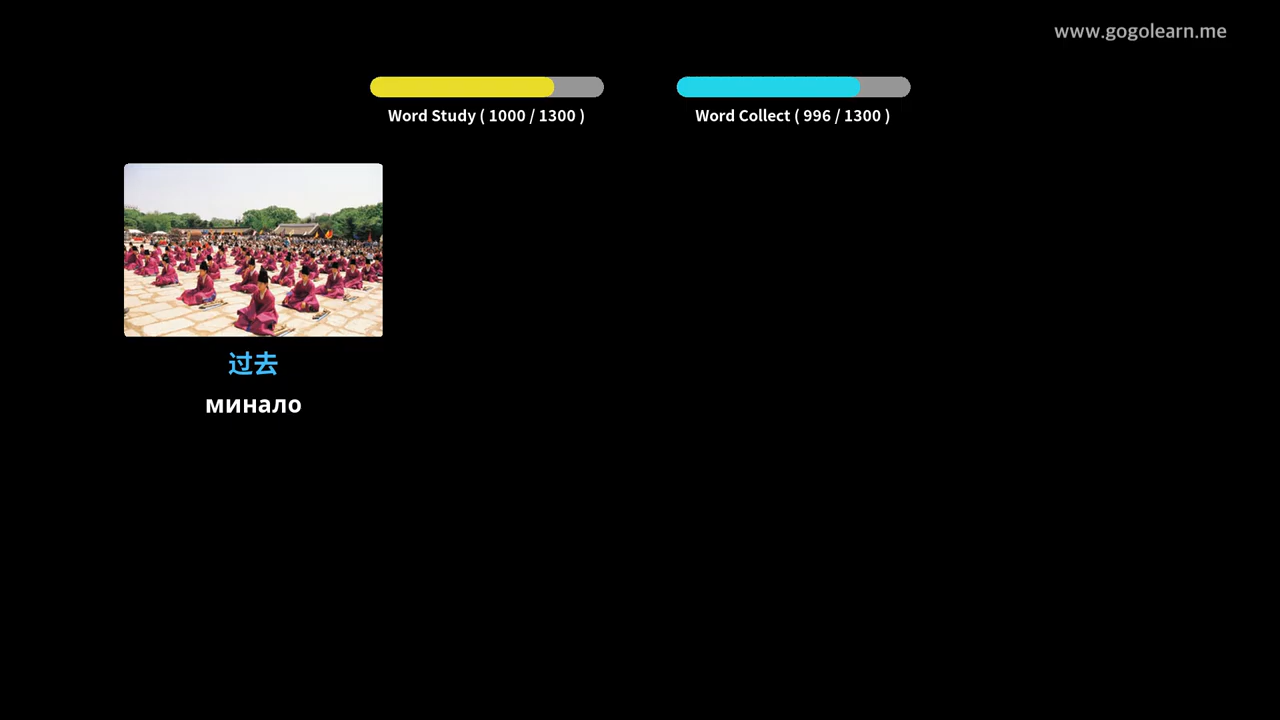 www.gogolearn.me
Word Study ( 1000 / 1300 )
Word Collect ( 996 / 1300 )
过去
минало